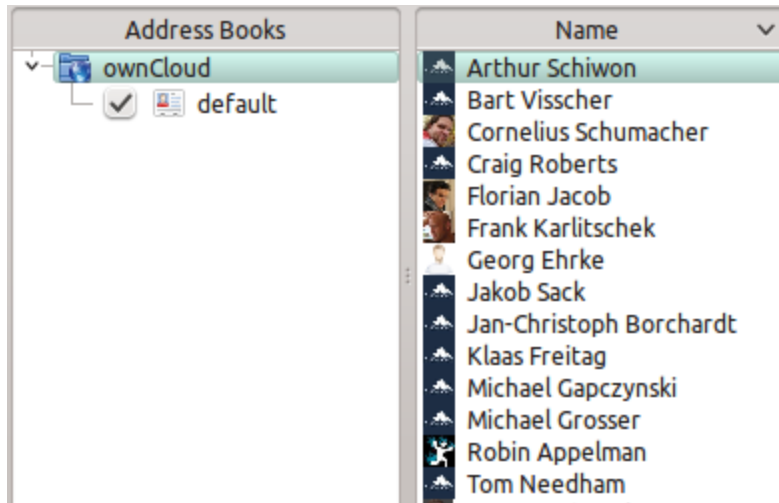 Address Books
ownCloud
default
Name
Arthur Schiwon
Bart Visscher
Cornelius Schumacher
Craig Roberts
Florian Jacob
Frank Karlitschek
Georg Ehrke
Jakob Sack
Jan-Christoph Borchardt
Klaas Freitag
Michael Gapczynski
Michael Grosser
Robin Appelman
Tom Needham